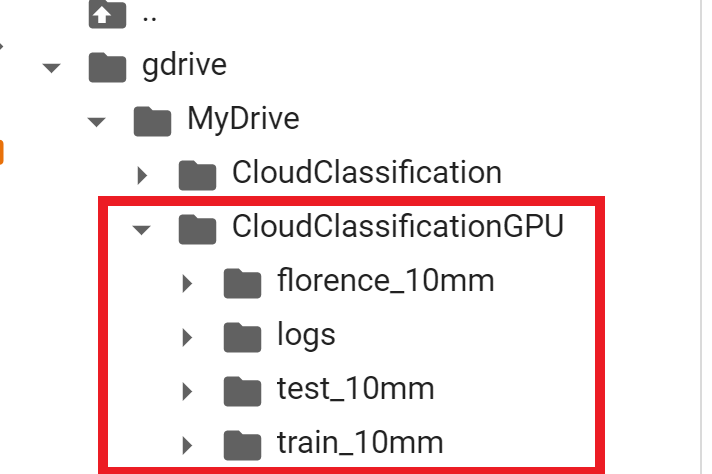 ..
gdrive
MyDrive
CloudClassification
CloudClassificationGPU
florence_10mm
logs
test_10mm
train_10mm